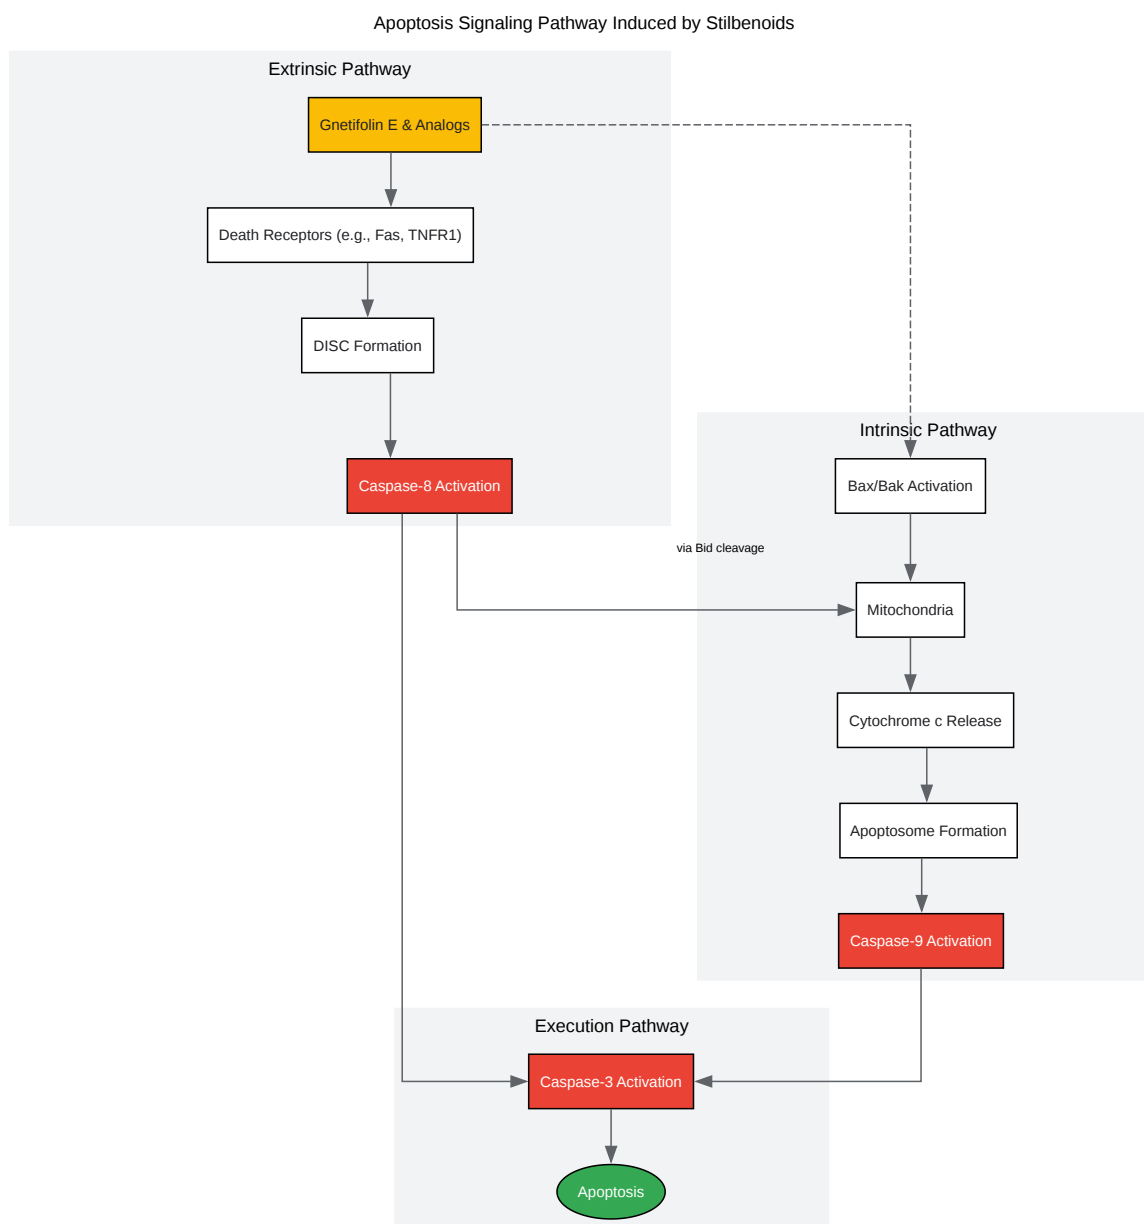 Apoptosis Signaling Pathway Induced by Stilbenoids
Extrinsic Pathway
Gnetifolin E & Analogs
Death Receptors (e.g., Fas, TNFR1)
DISC Formation
Caspase-8 Activation
Intrinsic Pathway
Bax/Bak Activation
via Bid cleavage
Mitochondria
Cytochrome c Release
Apoptosome Formation
Caspase-9 Activation
Execution Pathway
Caspase-3 Activation
Apoptosis